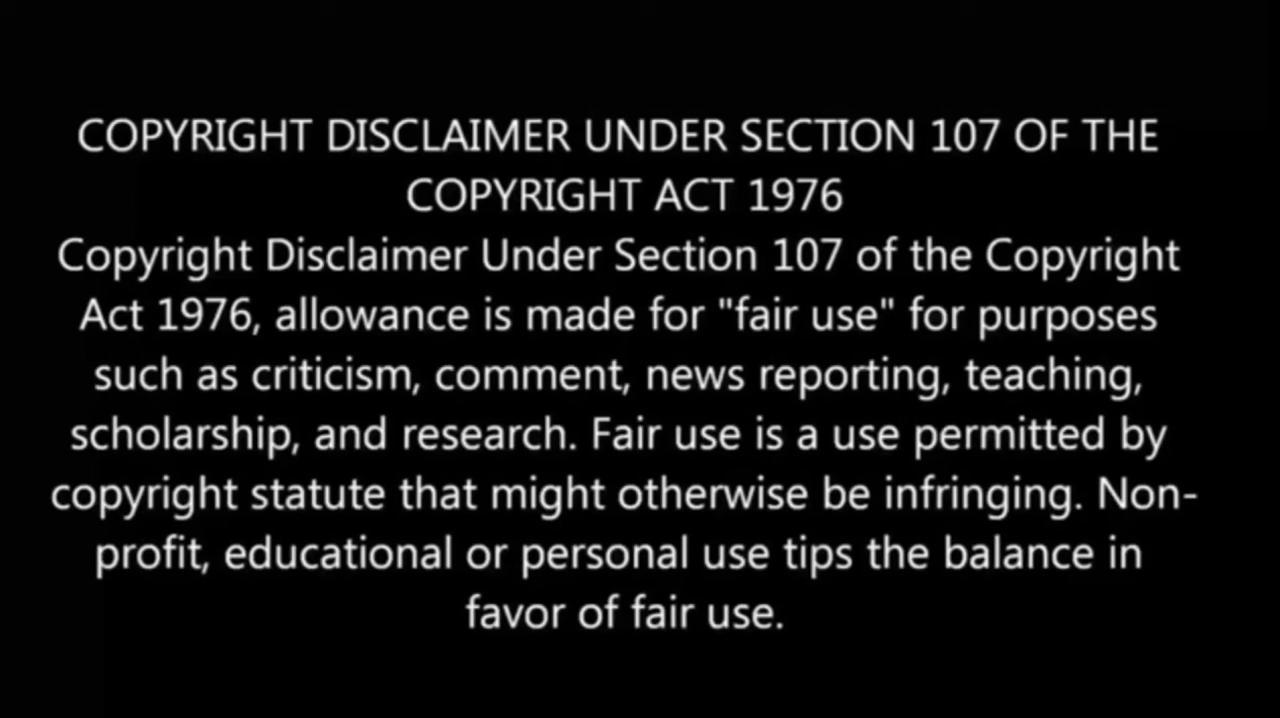 COPYRIGHT DISCLAIMER UNDER SECTION 107 OF THE
COPYRIGHT ACT 1976
Copyright Disclaimer Under Section 107 of the Copyright
Act 1976, allowance is made for "fair use" for purposes
such as criticism, comment, news reporting, teaching,
scholarship, and research. Fair use is a use permitted by
copyright statute that might otherwise be infringing. Non-
profit, educational or personal use tips the balance in
favor of fair use.